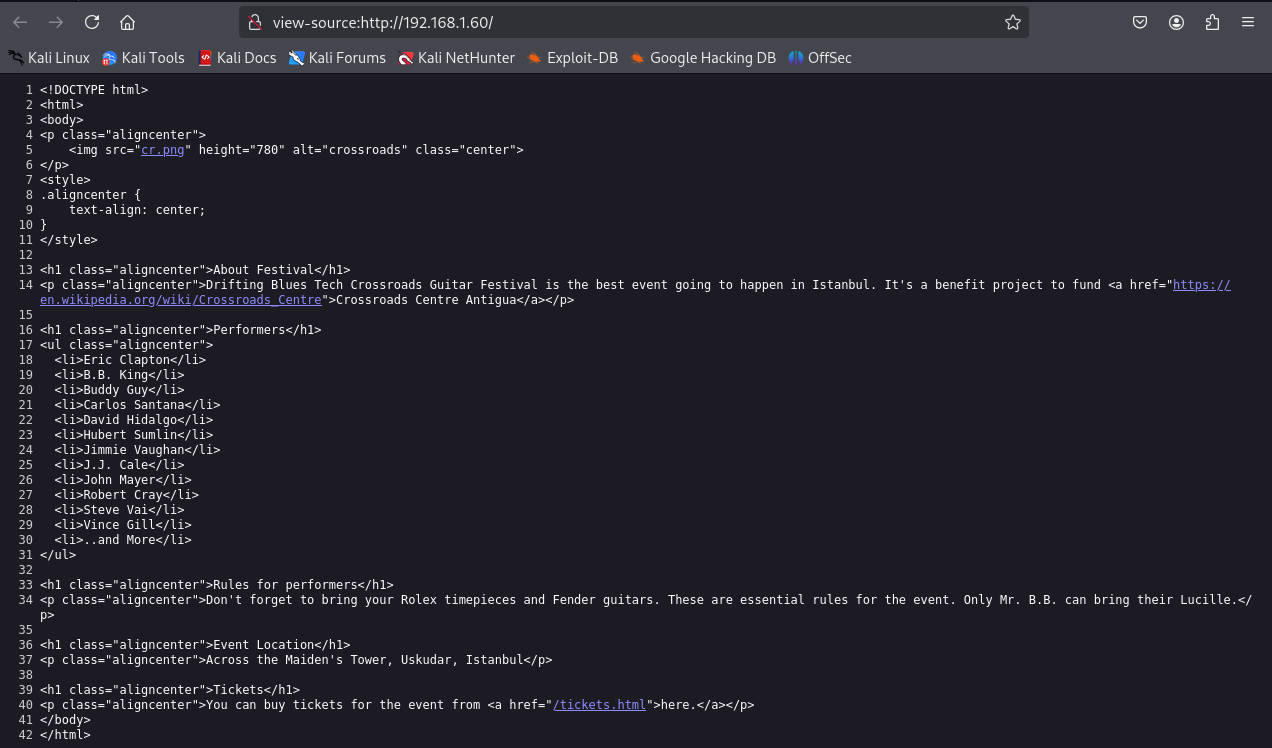 view-source:http://192.168.1.60/
Kali Linux Kali Tools Kali Docs Kali Forums Kali NetHunter Exploit-DB Google Hacking DB OffSec
1 <!DOCTYPE html>
2 <html>
3 <body>
4 <p class="aligncenter">
5     <img src="cr.png" height="780" alt="crossroads" class="center">
6 </p>
7 <style>
8 .aligncenter {
9     text-align: center;
10 }
11 </style>
12
13 <h1 class="aligncenter">About Festival</h1>
14 <p class="aligncenter">Drifting Blues Tech Crossroads Guitar Festival is the best event going to happen in Istanbul. It's a benefit project to fund <a href="https://
en.wikipedia.org/wiki/Crossroads_Centre">Crossroads Centre Antigua</a></p>
15
16 <h1 class="aligncenter">Performers</h1>
17 <ul class="aligncenter">
18   <li>Eric Clapton</li>
19   <li>B.B. King</li>
20   <li>Buddy Guy</li>
21   <li>Carlos Santana</li>
22   <li>David Hidalgo</li>
23   <li>Hubert Sumlin</li>
24   <li>Jimmie Vaughan</li>
25   <li>J.J. Cale</li>
26   <li>John Mayer</li>
27   <li>Robert Cray</li>
28   <li>Steve Vai</li>
29   <li>Vince Gill</li>
30   <li>..and More</li>
31 </ul>
32
33 <h1 class="aligncenter">Rules for performers</h1>
34 <p class="aligncenter">Don't forget to bring your Rolex timepieces and Fender guitars. These are essential rules for the event. Only Mr. B.B. can bring their Lucille.</
p>
35
36 <h1 class="aligncenter">Event Location</h1>
37 <p class="aligncenter">Across the Maiden's Tower, Uskudar, Istanbul</p>
38
39 <h1 class="aligncenter">Tickets</h1>
40 <p class="aligncenter">You can buy tickets for the event from <a href="/tickets.html">here.</a></p>
41 </body>
42 </html>